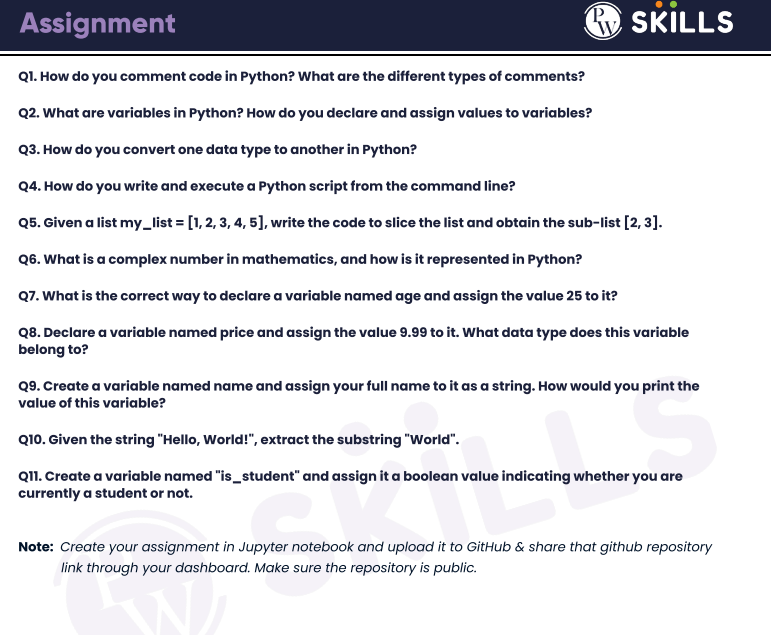 Assignment
PW SKILLS
Q1. How do you comment code in Python? What are the different types of comments?
Q2. What are variables in Python? How do you declare and assign values to variables?
Q3. How do you convert one data type to another in Python?
Q4. How do you write and execute a Python script from the command line?
Q5. Given a list my_list = [1, 2, 3, 4, 5], write the code to slice the list and obtain the sub-list [2, 3].
Q6. What is a complex number in mathematics, and how is it represented in Python?
Q7. What is the correct way to declare a variable named age and assign the value 25 to it?
Q8. Declare a variable named price and assign the value 9.99 to it. What data type does this variable
belong to?
Q9. Create a variable named name and assign your full name to it as a string. How would you print the
value of this variable?
Q10. Given the string "Hello, World!", extract the substring "World".
Q11. Create a variable named "is_student" and assign it a boolean value indicating whether you are
currently a student or not.
Note: Create your assignment in Jupyter notebook and upload it to GitHub & share that github repository
link through your dashboard. Make sure the repository is public.
PW SKILLS